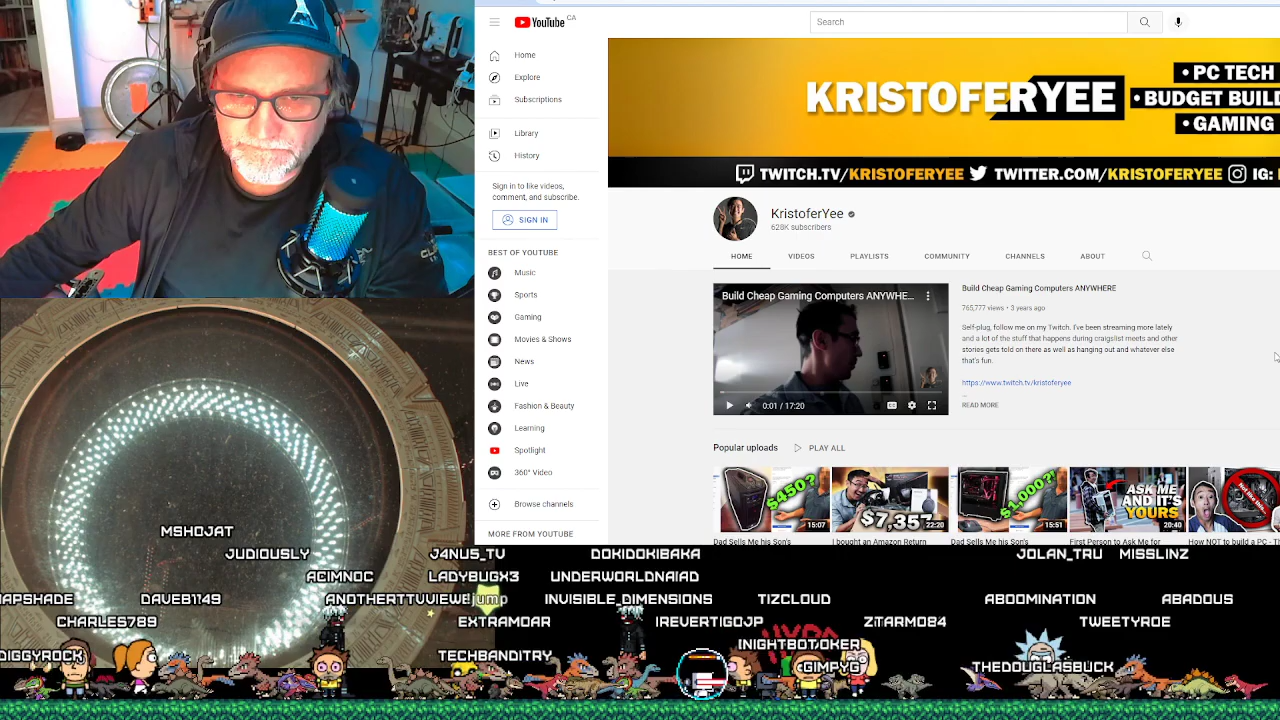 YouTube CA
Search
Home
Explore
Subscriptions
Library
History
Sign in to like videos,
comment, and subscribe.
SIGN IN
BEST OF YOUTUBE
Music
Sports
Gaming
Movies & Shows
News
Live
Fashion & Beauty
Learning
Spotlight
360° Video
Browse channels
MORE FROM YOUTUBE
KRISTOFERYEE
• PC TECH
• BUDGET BUILD
• GAMING
TWITCH.TV/KRISTOFERYEE TWITTER.COM/KRISTOFERYEE IG:
KristoferYee
628K subscribers
HOME VIDEOS PLAYLISTS COMMUNITY CHANNELS ABOUT
Build Cheap Gaming Computers ANYWHE...
0:01 / 17:20
Build Cheap Gaming Computers ANYWHERE
765,777 views • 3 years ago
Self-plug, follow me on my Twitch. I've been streaming more lately
and a lot of the stuff that happens during craigslist meets and other
stories gets told on there as well as hanging out and whatever else
that's fun.
https://www.twitch.tv/kristoferyee
...
READ MORE
Popular uploads PLAY ALL
$450? 15:07
$7,357 22:20
$1,000?! 15:51
ASK ME
AND IT'S
YOURS 20:40
Dad Sells Me his Son's
I bought an Amazon Return
Dad Sells Me his Son's
First Person to Ask Me for
How NOT to build a PC - Th
MSHOJAT
JUDIOUSLY J4NUS_TV DOKIDOKIBAKA JOLAN_TRU MISSLINZ
ACIMNOC LADYBUGX3 UNDERWORLDNAIAD
APSHADE DAVEB1149 ANOTHERTTVIEWE !jump INVISIBLE_DIMENSIONS TIZCLOUD ABOOMINATION ABADOUS
CHARLES789 EXTRAMOAR IREVERTIGOJP ZITARMO84 TWEETYROE
DIGGYROCK TECHBANDITRY INIGHTBOTJOKER
GIMPYG THEDOUGLASBUCK